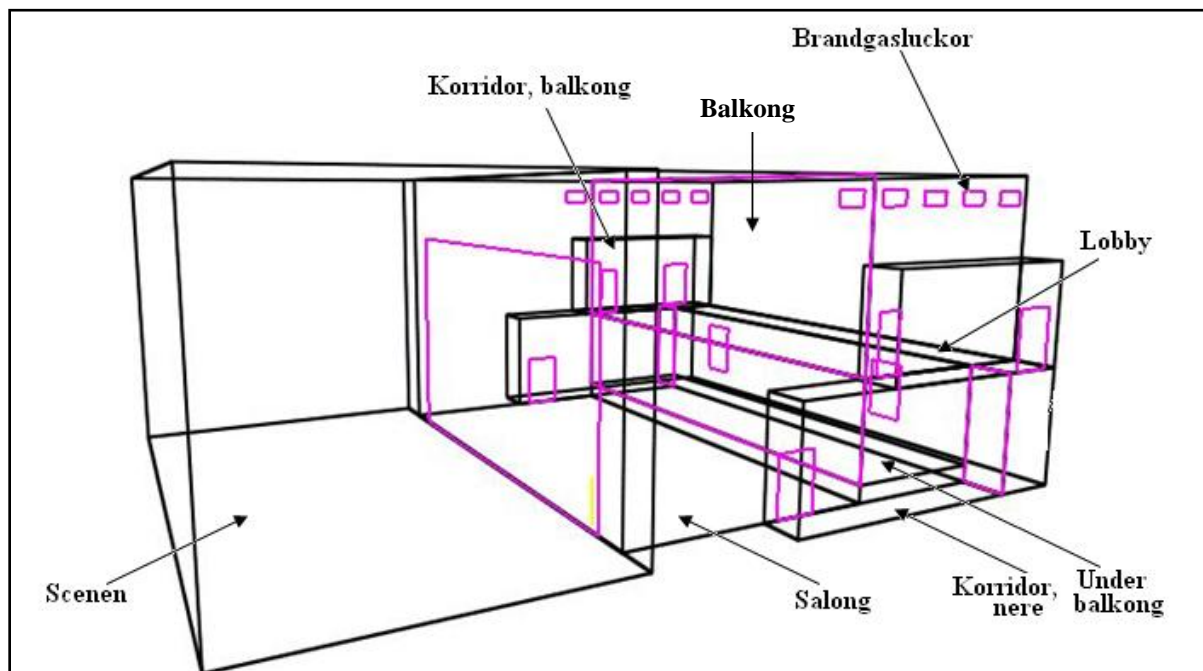 Brandgasluckor
Korridor, balkong
Balkong
Lobby
Scenen
Salong
Korridor,
nere
Under
balkong